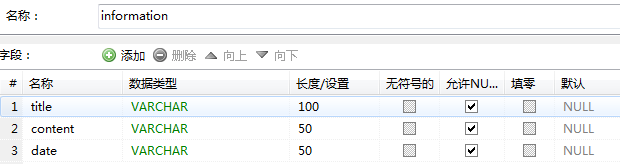 名称： information
字段： 添加 删除 向上 向下
# 名称 数据类型 长度/设置 无符号的 允许NU... 填零 默认
1 title VARCHAR 100 NULL
2 content VARCHAR 50 NULL
3 date VARCHAR 50 NULL